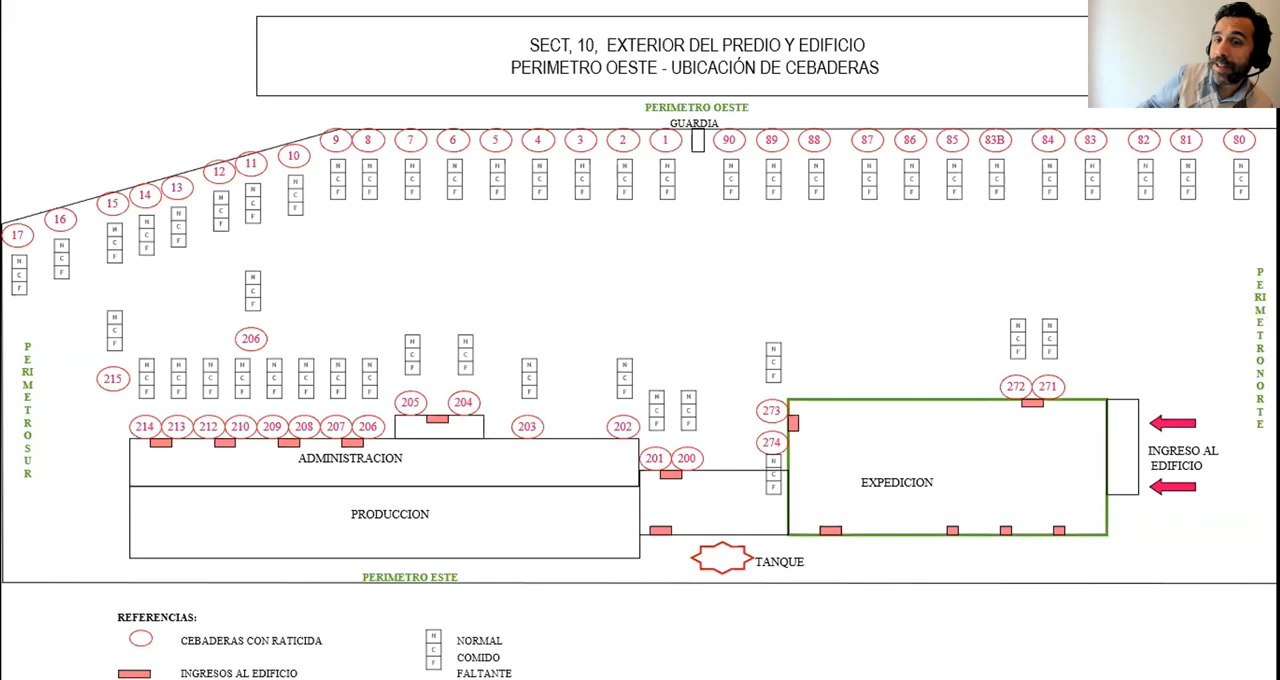 SECT, 10, EXTERIOR DEL PREDIO Y EDIFICIO
PERIMETRO OESTE - UBICACIÓN DE CEBADERAS
PERIMETRO OESTE
GUARDIA
9 8 7 6 5 4 3 2 1 90 89 88 87 86 85 83B 84 83 82 81 80
N N N N N N N N N N N N N N N N N N N N N
C C C C C C C C C C C C C C C C C C C C C
F F F F F F F F F F F F F F F F F F F F F
17 16 15 14 13 12 11 10
N N N N N N N N
C C C C C C C C
F F F F F F F F
PERIMETRO SUR
PERIMETRO NORTE
N
C
F
206
N
C
F
215
N N N N N N N N
C C C C C C C C
F F F F F F F F
214 213 212 210 209 208 207 206
N N
C C
F F
205 204
N N
C C
F F
203 202
N N
C C
F F
201 200
N
C
F
273
274
N
C
F
N N
C C
F F
272 271
ADMINISTRACION
PRODUCCION
EXPEDICION
INGRESO AL
EDIFICIO
TANQUE
PERIMETRO ESTE
REFERENCIAS:
CEBADERAS CON RATICIDA
INGRESOS AL EDIFICIO
N NORMAL
C COMIDO
F FALTANTE